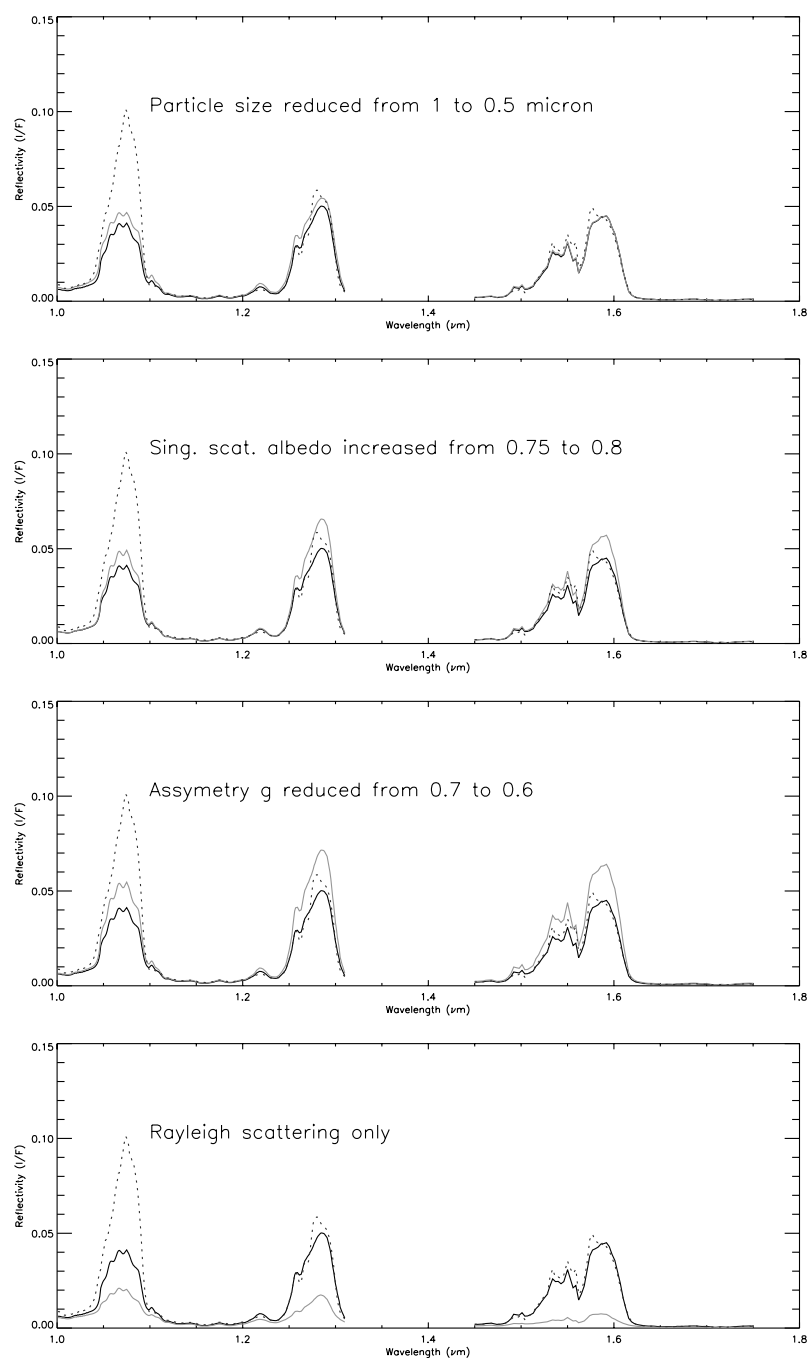 0.15
0.10
0.05
0.00
Reflectivity (I/F)
Particle size reduced from 1 to 0.5 micron
1.0 1.2 1.4 1.6 1.8
Wavelength (μm)
0.15
0.10
0.05
0.00
Reflectivity (I/F)
Sing. scat. albedo increased from 0.75 to 0.8
1.0 1.2 1.4 1.6 1.8
Wavelength (μm)
0.15
0.10
0.05
0.00
Reflectivity (I/F)
Assymetry g reduced from 0.7 to 0.6
1.0 1.2 1.4 1.6 1.8
Wavelength (μm)
0.15
0.10
0.05
0.00
Reflectivity (I/F)
Rayleigh scattering only
1.0 1.2 1.4 1.6 1.8
Wavelength (μm)